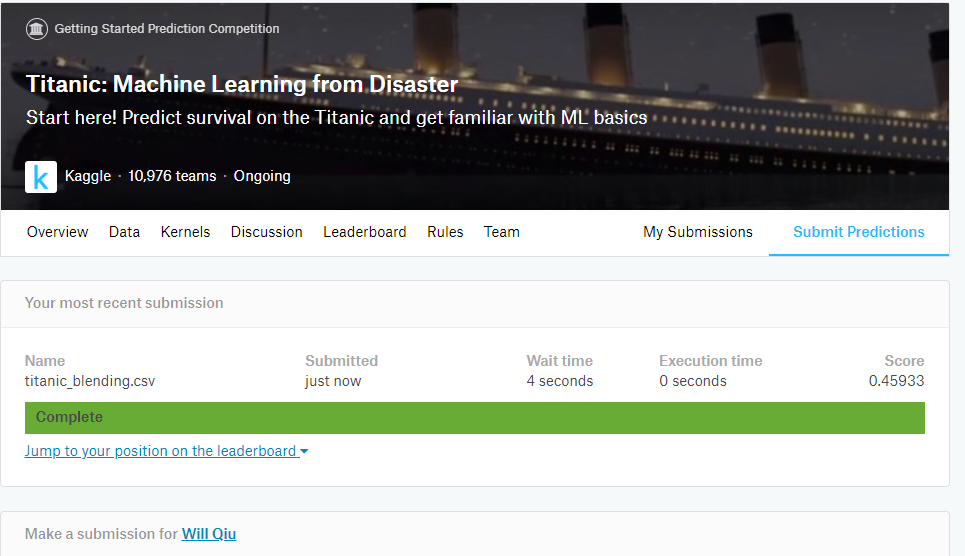 Getting Started Prediction Competition
Titanic: Machine Learning from Disaster
Start here! Predict survival on the Titanic and get familiar with ML basics
k Kaggle · 10,976 teams · Ongoing
Overview Data Kernels Discussion Leaderboard Rules Team My Submissions Submit Predictions
Your most recent submission
Name Submitted Wait time Execution time Score
titanic_blending.csv just now 4 seconds 0 seconds 0.45933
Complete
Jump to your position on the leaderboard
Make a submission for Will Qiu